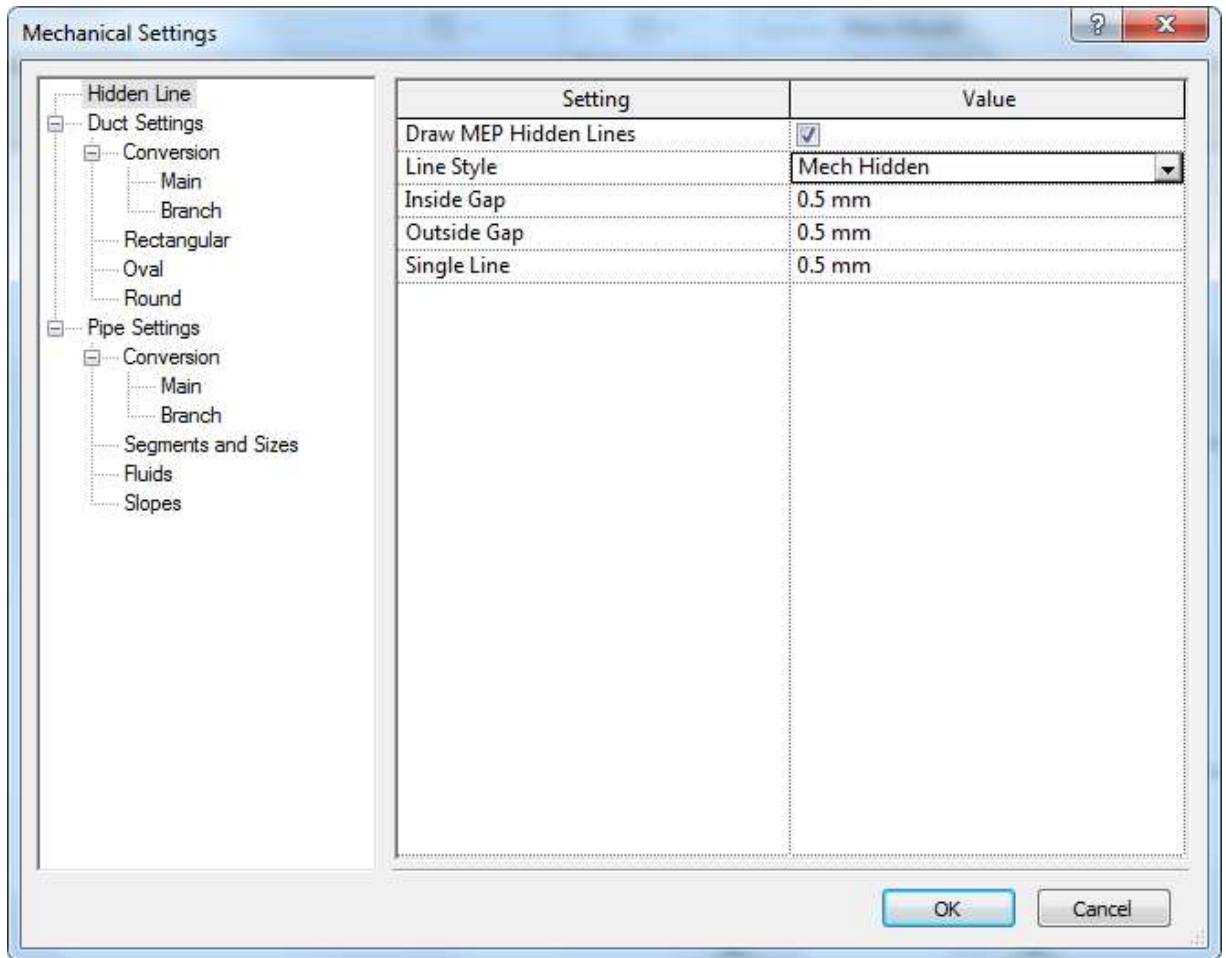 Mechanical Settings
Hidden Line
Duct Settings
Conversion
Main
Branch
Rectangular
Oval
Round
Pipe Settings
Conversion
Main
Branch
Segments and Sizes
Fluids
Slopes
Setting Value
Draw MEP Hidden Lines
Line Style Mech Hidden
Inside Gap 0.5 mm
Outside Gap 0.5 mm
Single Line 0.5 mm
OK Cancel